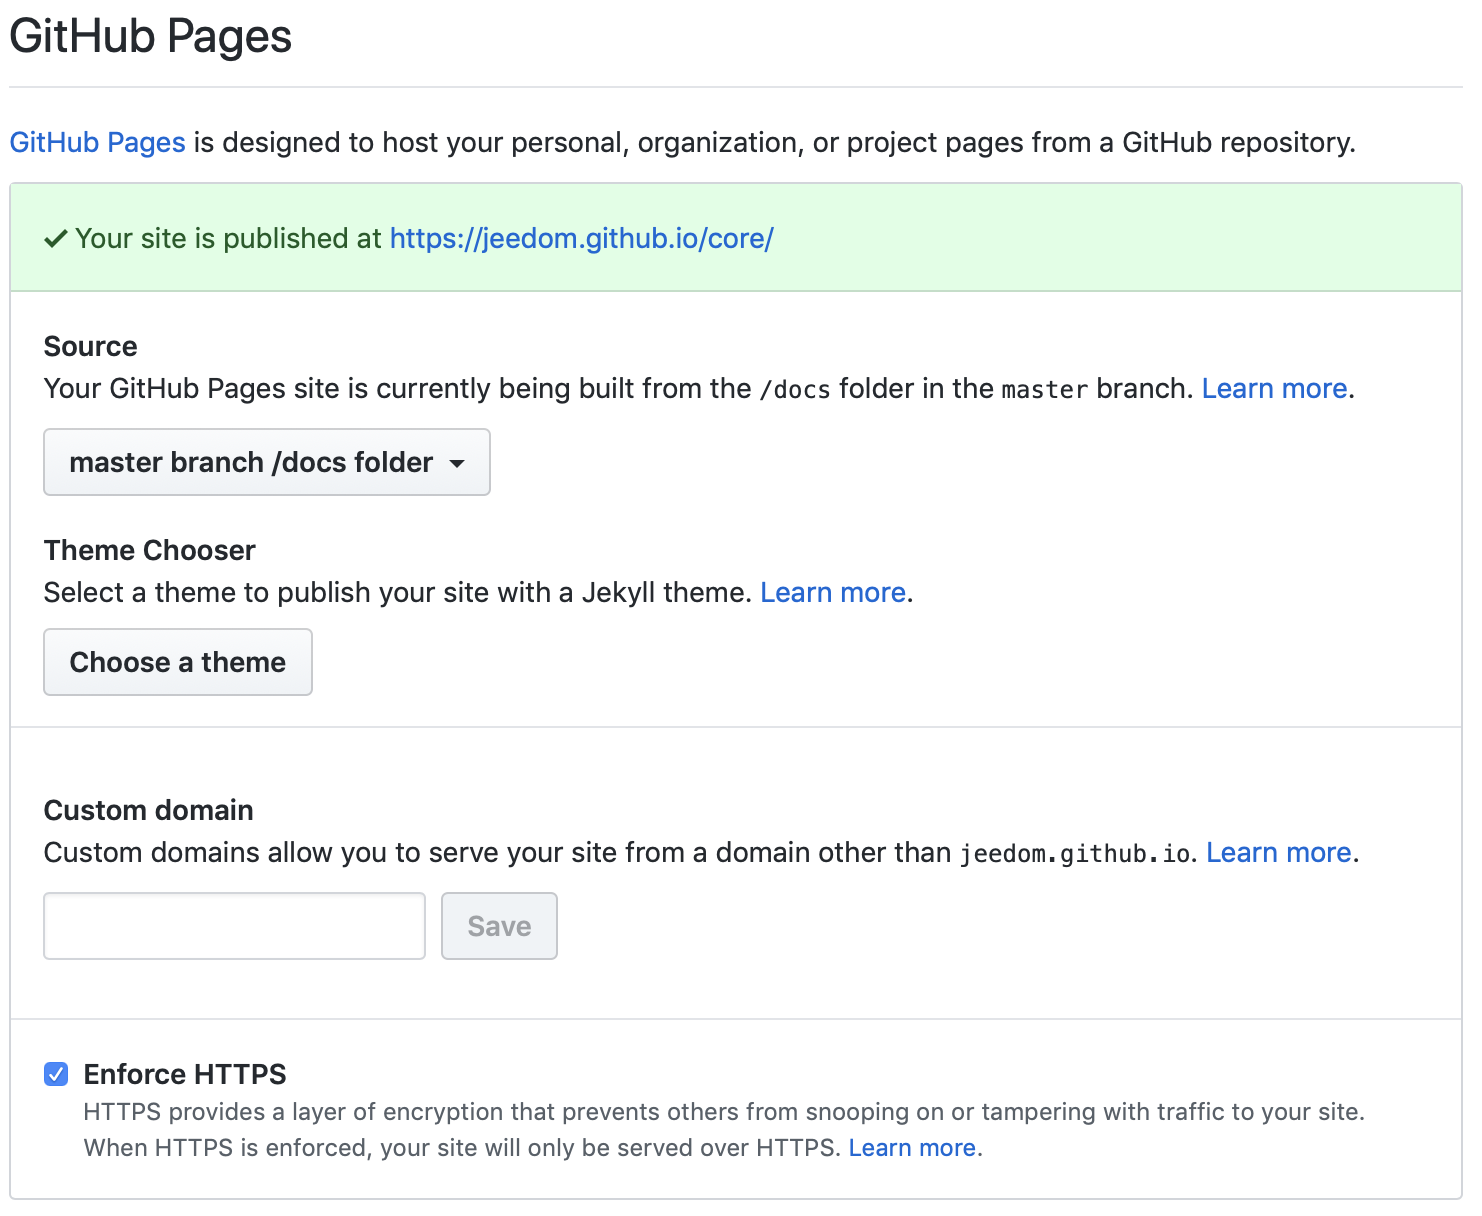 GitHub Pages
GitHub Pages is designed to host your personal, organization, or project pages from a GitHub repository.
Your site is published at https://jeedom.github.io/core/
Source
Your GitHub Pages site is currently being built from the /docs folder in the master branch. Learn more.
master branch /docs folder
Theme Chooser
Select a theme to publish your site with a Jekyll theme. Learn more.
Choose a theme
Custom domain
Custom domains allow you to serve your site from a domain other than jeedom.github.io. Learn more.
Save
Enforce HTTPS
HTTPS provides a layer of encryption that prevents others from snooping on or tampering with traffic to your site.
When HTTPS is enforced, your site will only be served over HTTPS. Learn more.